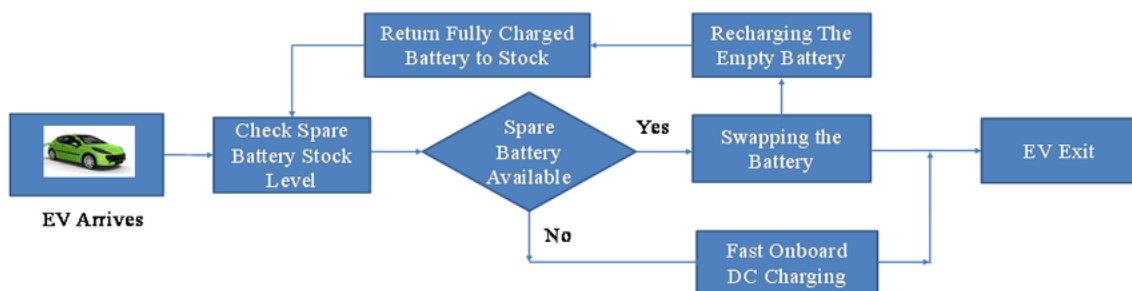 Return Fully Charged
Battery to Stock
Recharging The
Empty Battery
EV Arrives
Check Spare
Battery Stock
Level
Spare
Battery
Available
Yes
Swapping the
Battery
EV Exit
No
Fast Onboard
DC Charging